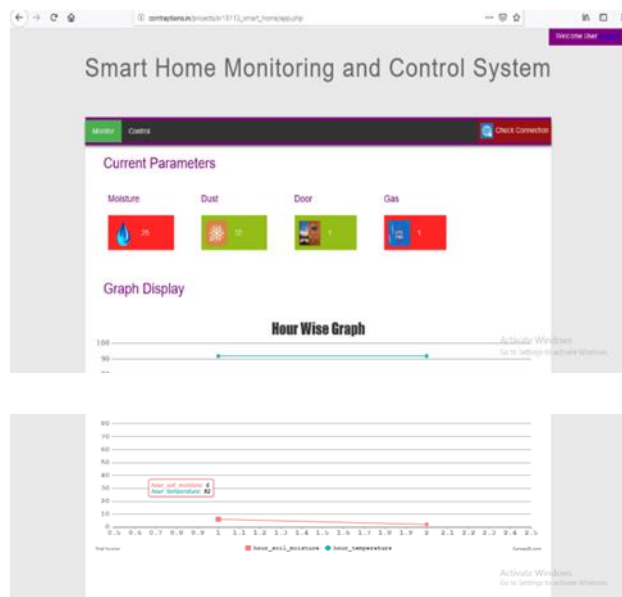 Welcome User
Smart Home Monitoring and Control System
Monitor Control Check Connection
Current Parameters
Moisture Dust Door Gas
25 1 1
Graph Display
Hour Wise Graph
100
90
Activate Windows
Go to Settings to activate Windows.
80
70
60
50
40
hour_soil_moisture: 6
hour_temperature: 92
30
20
10
0
0.5 0.6 0.7 0.8 0.9 1 1.1 1.2 1.3 1.4 1.5 1.6 1.7 1.8 1.9 2 2.1 2.2 2.3 2.4 2.5
Trial Version hour_soil_moisture hour_temperature CanvasJS.com
Activate Windows
Go to Settings to activate Windows.